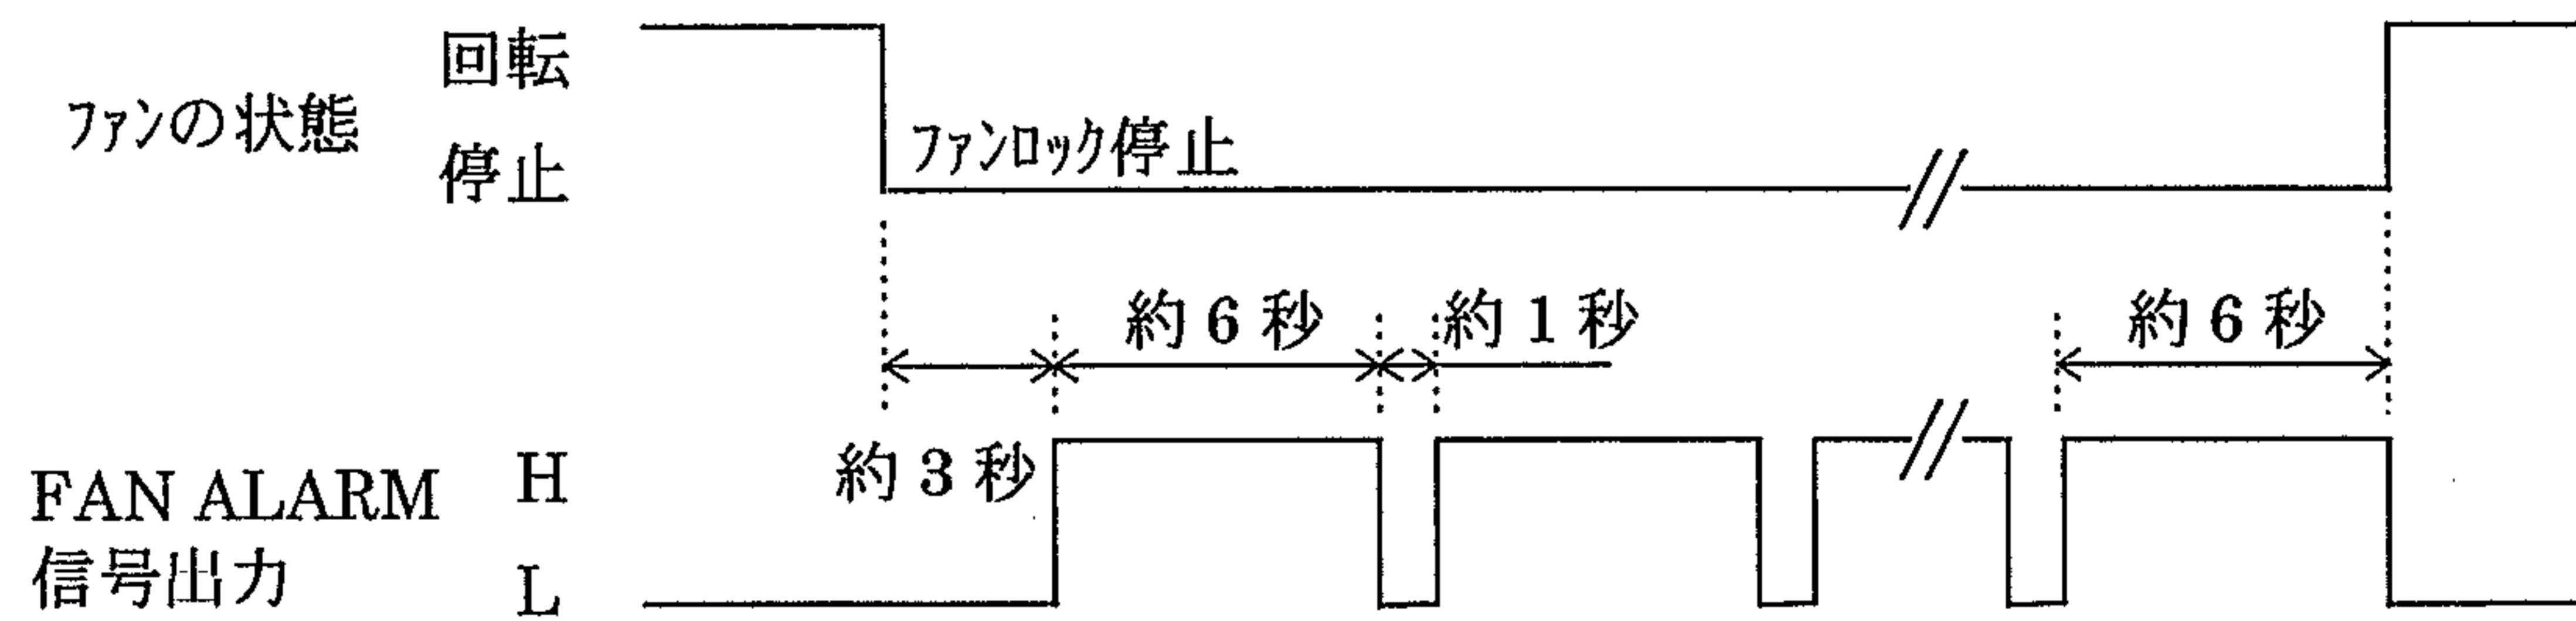 回転
ﾌｧﾝの状態
停止
ﾌｧﾝﾛｯｸ停止
約 6 秒
約 1 秒
約 6 秒
約 3 秒
FAN ALARM
信号出力
H
L